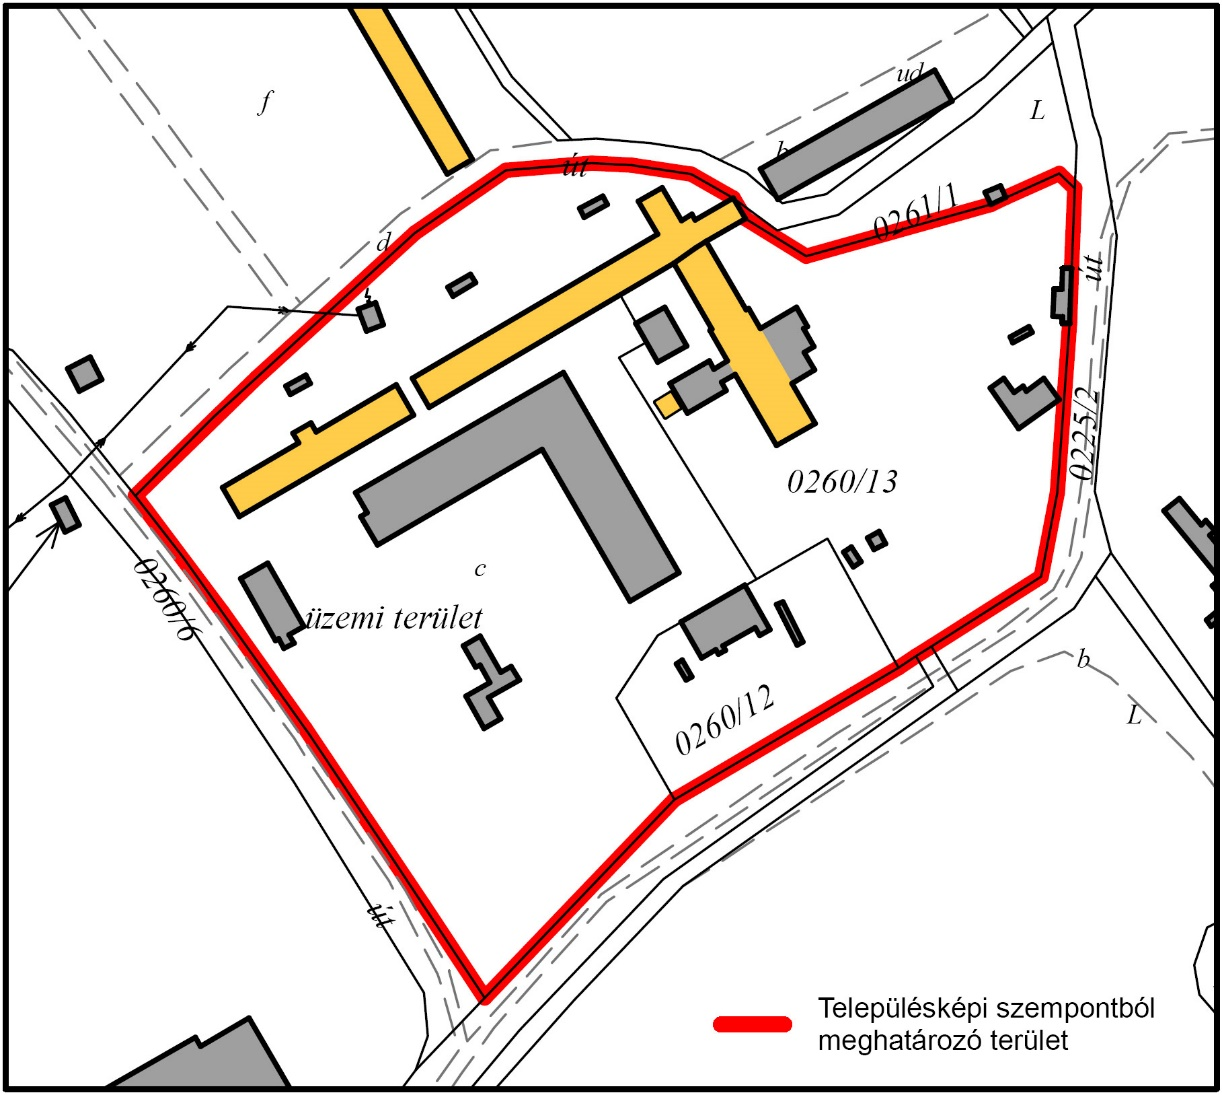 f
ud
L
b
út
0261/1
d
út
0225/2
0260/13
c
üzemi terület
0260/6
0260/12
b
L
út
Településképi szempontból
meghatározó terület